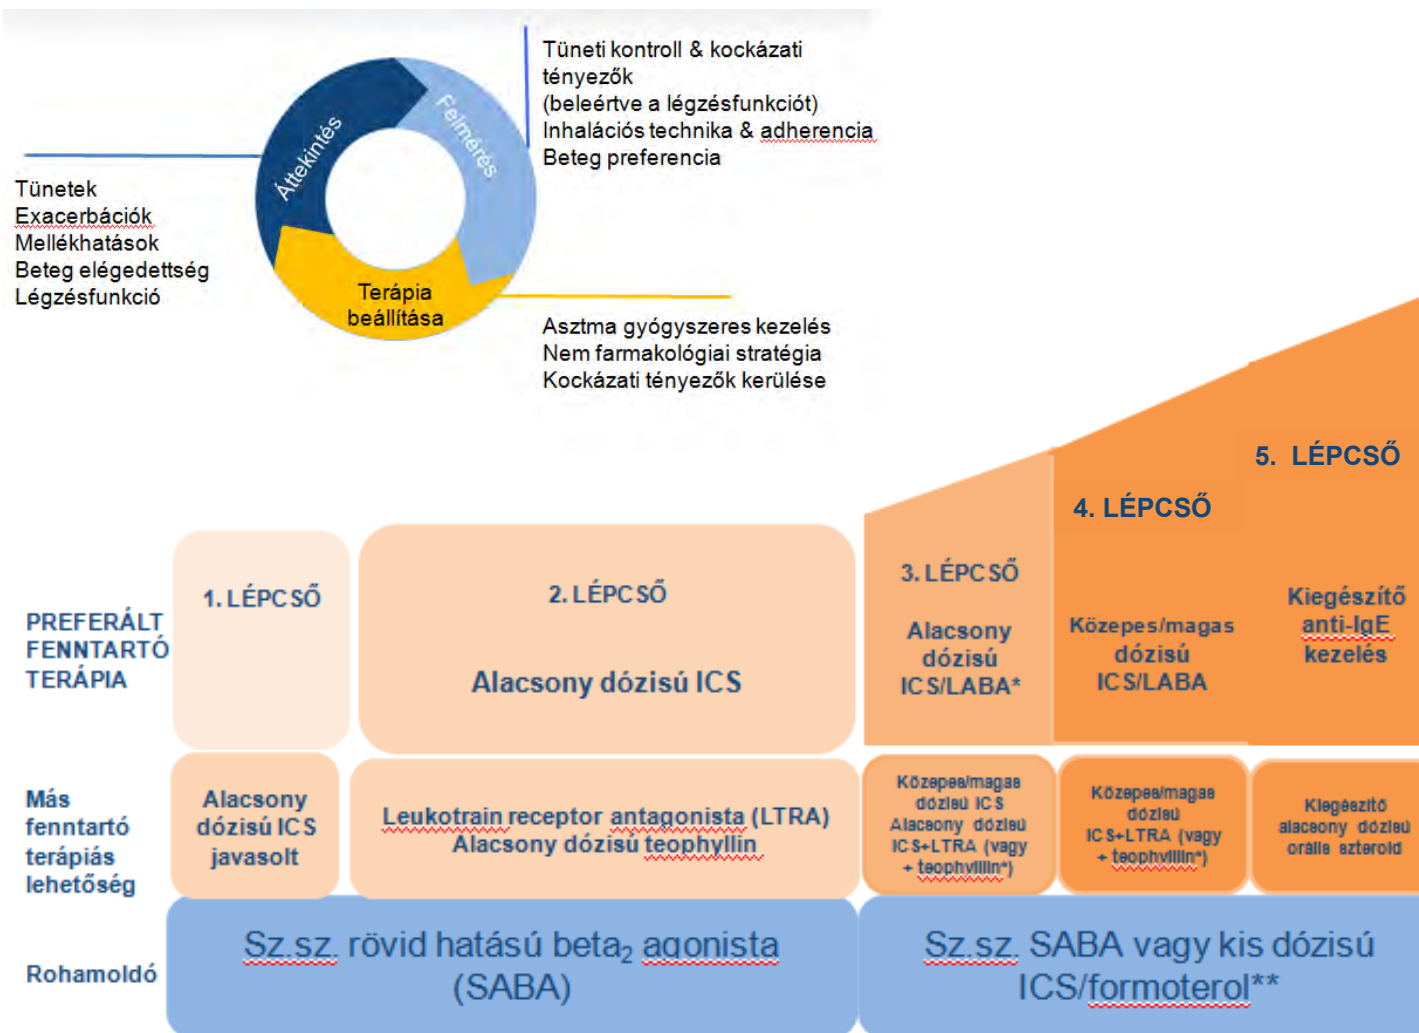 Tüneti kontroll & kockázati
tényezők
(beleértve a légzésfunkciót)
Inhalációs technika & adherencia
Beteg preferencia
Áttekintés
Felmérés
Tünetek
Exacerbációk
Mellékhatások
Beteg elégedettség
Légzésfunkció
Terápia
beállítása
Asztma gyógyszeres kezelés
Nem farmakológiai stratégia
Kockázati tényezők kerülése
PREFERÁLT
FENNTARTÓ
TERÁPIA
1. LÉPCSŐ
2. LÉPCSŐ
Alacsony dózisú ICS
3. LÉPCSŐ
Alacsony
dózisú
ICS/LABA*
4. LÉPCSŐ
Közepes/magas
dózisú
ICS/LABA
5. LÉPCSŐ
Kiegészítő
anti-IgE
kezelés
Más
fenntartó
terápiás
lehetőség
Alacsony
dózisú ICS
javasolt
Leukotrain receptor antagonista (LTRA)
Alacsony dózisú teophyllin
Közepes/magas
dózisú ICS
Alacsony dózisú
ICS+LTRA (vagy
+ teophyllin*)
Közepes/magas
dózisú
ICS+LTRA (vagy
+ teophyllin*)
Kiegészítő
alacsony dózisú
orális szteroid
Rohamoldó
Sz.sz. rövid hatású beta₂ agonista
(SABA)
Sz.sz. SABA vagy kis dózisú
ICS/formoterol**